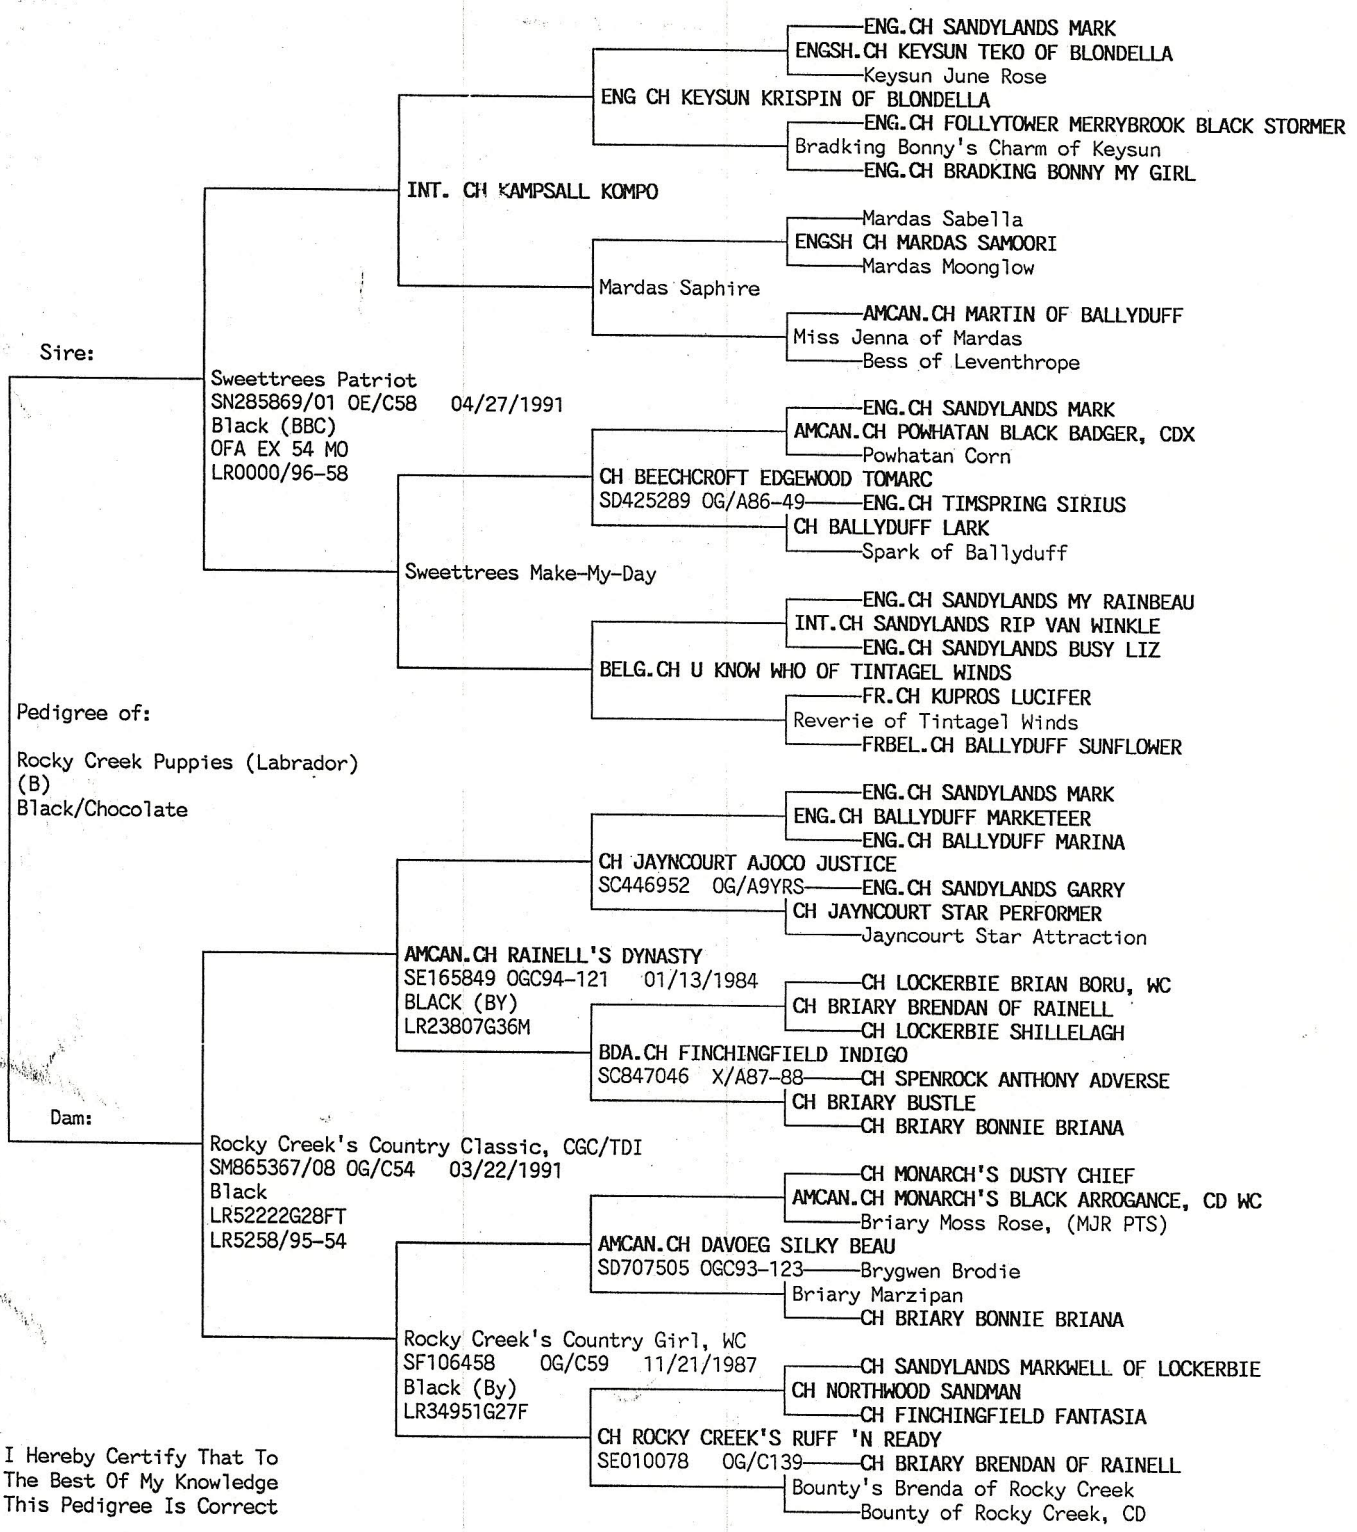 ENG.CH SANDYLANDS MARK
ENGSH.CH KEYSUN TEKO OF BLONDELLA
Keysun June Rose
ENG CH KEYSUN KRISPIN OF BLONDELLA
ENG.CH FOLLYTOWER MERRYBROOK BLACK STORMER
Bradking Bonny's Charm of Keysun
ENG.CH BRADKING BONNY MY GIRL
INT. CH KAMPSALL KOMPO
Mardas Sabella
ENGSH CH MARDAS SAMOORI
Mardas Moonglow
Mardas Saphire
AMCAN.CH MARTIN OF BALLYDUFF
Miss Jenna of Mardas
Bess of Leventhrope
Sire:
Sweettrees Patriot
SN285869/01 OE/C58 04/27/1991
Black (BBC)
OFA EX 54 MO
LR0000/96-58
ENG.CH SANDYLANDS MARK
AMCAN.CH POWHATAN BLACK BADGER, CDX
Powhatan Corn
CH BEECHCROFT EDGEWOOD TOMARC
SD425289 OG/A86-49 ENG.CH TIMSPRING SIRIUS
CH BALLYDUFF LARK
Spark of Ballyduff
Sweettrees Make-My-Day
ENG.CH SANDYLANDS MY RAINBEAU
INT.CH SANDYLANDS RIP VAN WINKLE
ENG.CH SANDYLANDS BUSY LIZ
BELG.CH U KNOW WHO OF TINTAGEL WINDS
FR.CH KUPROS LUCIFER
Reverie of Tintagel Winds
FRBEL.CH BALLYDUFF SUNFLOWER
Pedigree of:
Rocky Creek Puppies (Labrador)
(B)
Black/Chocolate
ENG.CH SANDYLANDS MARK
ENG.CH BALLYDUFF MARKETEER
ENG.CH BALLYDUFF MARINA
CH JAYNCOURT AJOCO JUSTICE
SC446952 OG/A9YRS ENG.CH SANDYLANDS GARRY
CH JAYNCOURT STAR PERFORMER
Jayncourt Star Attraction
AMCAN.CH RAINELL'S DYNASTY
SE165849 OGC94-121 01/13/1984
BLACK (BY)
LR23807G36M
CH LOCKERBIE BRIAN BORU, WC
CH BRIARY BRENDAN OF RAINELL
CH LOCKERBIE SHILLELAGH
BDA.CH FINCHINGFIELD INDIGO
SC847046 X/A87-88 CH SPENROCK ANTHONY ADVERSE
CH BRIARY BUSTLE
CH BRIARY BONNIE BRIANA
Dam:
Rocky Creek's Country Classic, CGC/TDI
SM865367/08 OG/C54 03/22/1991
Black
LR52222G28FT
LR5258/95-54
CH MONARCH'S DUSTY CHIEF
AMCAN.CH MONARCH'S BLACK ARROGANCE, CD WC
Briary Moss Rose, (MJR PTS)
AMCAN.CH DAVOEG SILKY BEAU
SD707505 OGC93-123 Brygwen Brodie
Briary Marzipan
CH BRIARY BONNIE BRIANA
Rocky Creek's Country Girl, WC
SF106458 OG/C59 11/21/1987
Black (By)
LR34951G27F
CH SANDYLANDS MARKWELL OF LOCKERBIE
CH NORTHWOOD SANDMAN
CH FINCHINGFIELD FANTASIA
CH ROCKY CREEK'S RUFF 'N READY
SE010078 OG/C139 CH BRIARY BRENDAN OF RAINELL
Bounty's Brenda of Rocky Creek
Bounty of Rocky Creek, CD
I Hereby Certify That To
The Best Of My Knowledge
This Pedigree Is Correct